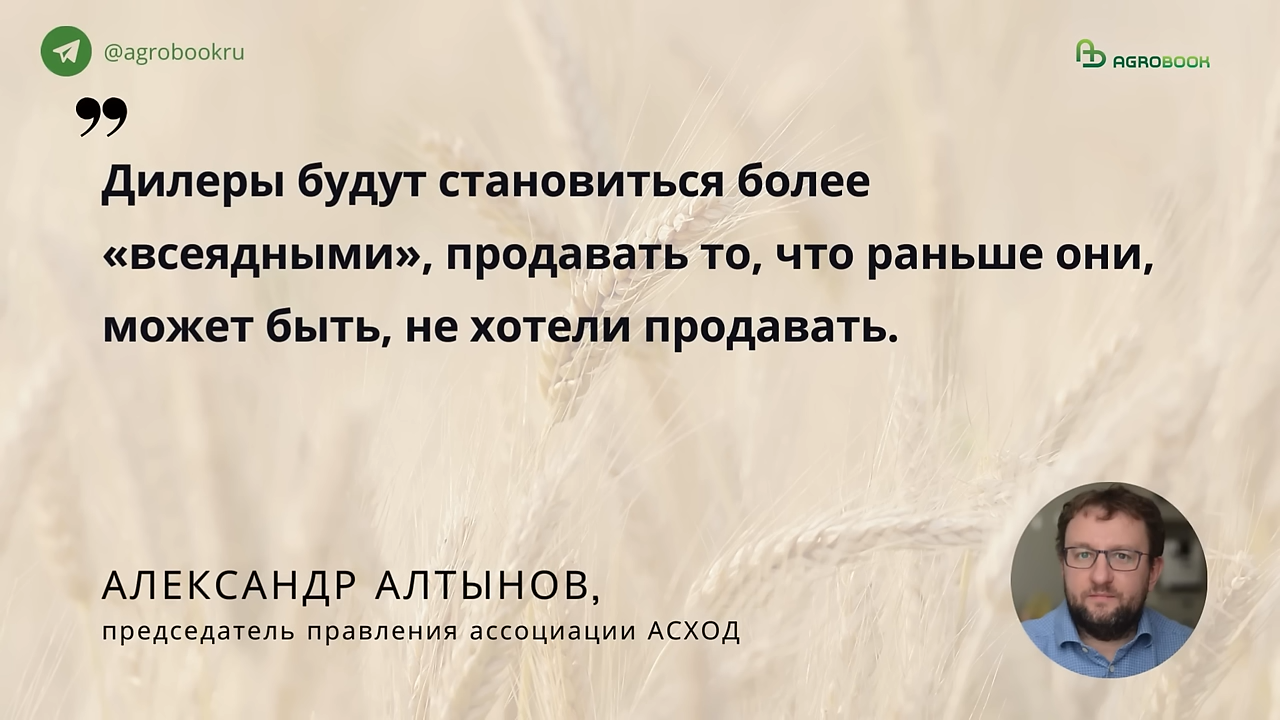 @agrobookru
AGROBOOK
”
Дилеры будут становиться более
«всеядными», продавать то, что раньше они,
может быть, не хотели продавать.
АЛЕКСАНДР АЛТЫНОВ,
председатель правления ассоциации АСХОД